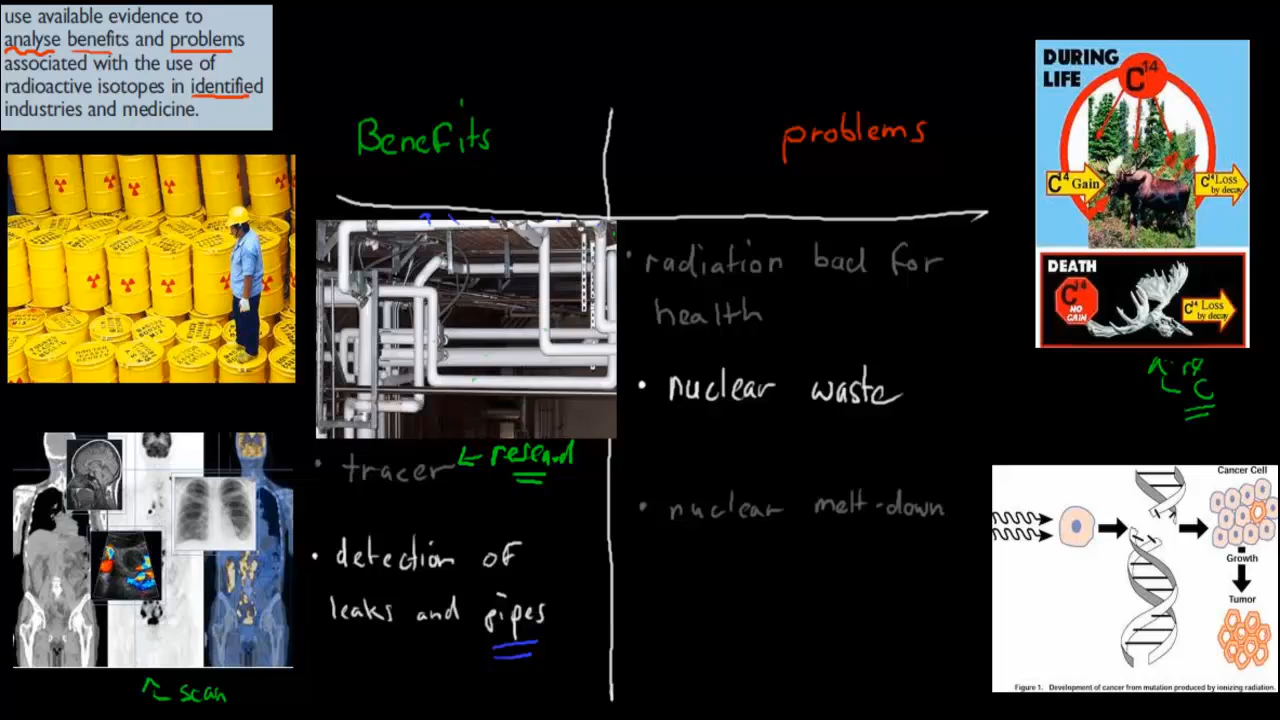 use available evidence to
analyse benefits and problems
associated with the use of
radioactive isotopes in identified
industries and medicine.
Benefits
problems
tracer
detection of
leaks and pipes
scan
radiation bad for
health
nuclear waste
nuclear melt-down
DURING
LIFE
C14
C14 Gain
C14 Loss
by decay
DEATH
C14
NO
GAIN
C14 Loss
by decay
C
Cancer Cell
Growth
Tumor
Figure 1. Development of cancer from mutation produced by ionizing radiation.